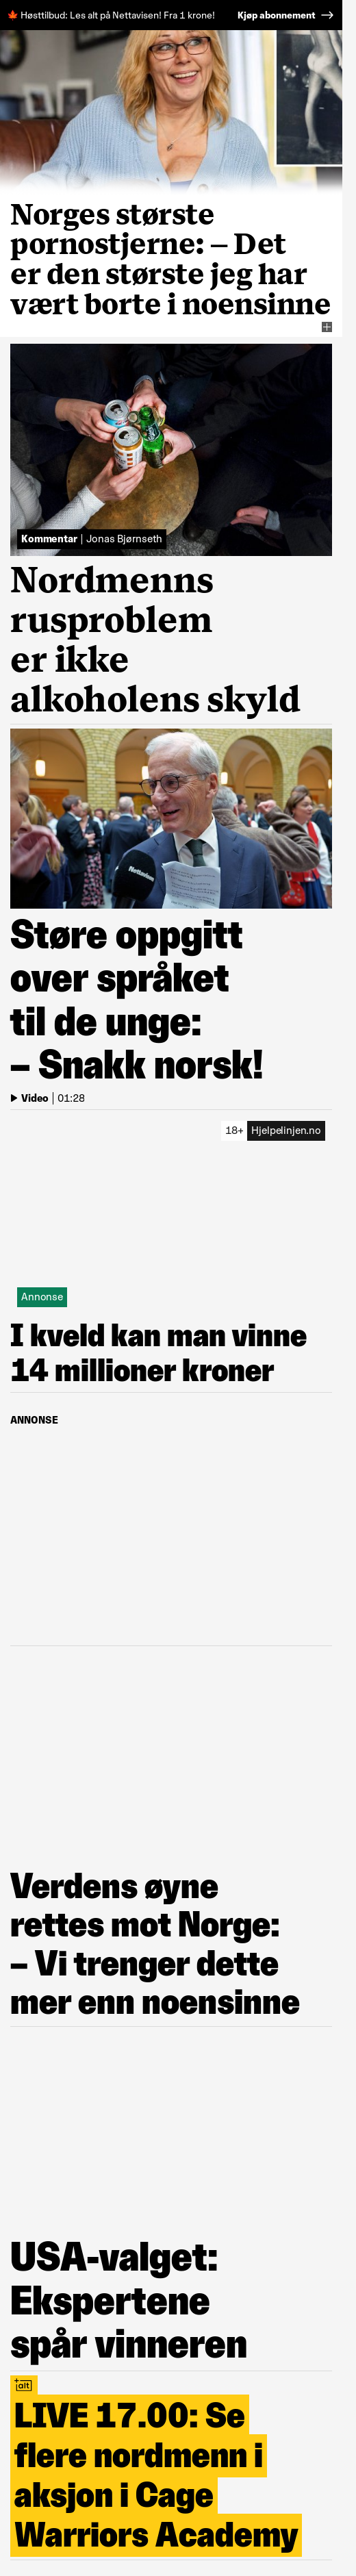 🍁 Høsttilbud: Les alt på Nettavisen! Fra 1 krone! Kjøp abonnement →
Norges største
pornostjerne: – Det
er den største jeg har
vært borte i noensinne
Kommentar | Jonas Bjørnseth
Nordmenns
rusproblem
er ikke
alkoholens skyld
Nettavisen
Støre oppgitt
over språket
til de unge:
– Snakk norsk!
Video | 01:28
18+ Hjelpelinjen.no
Annonse
I kveld kan man vinne
14 millioner kroner
ANNONSE
Verdens øyne
rettes mot Norge:
– Vi trenger dette
mer enn noensinne
USA-valget:
Ekspertene
spår vinneren
+alt
LIVE 17.00: Se
flere nordmenn i
aksjon i Cage
Warriors Academy